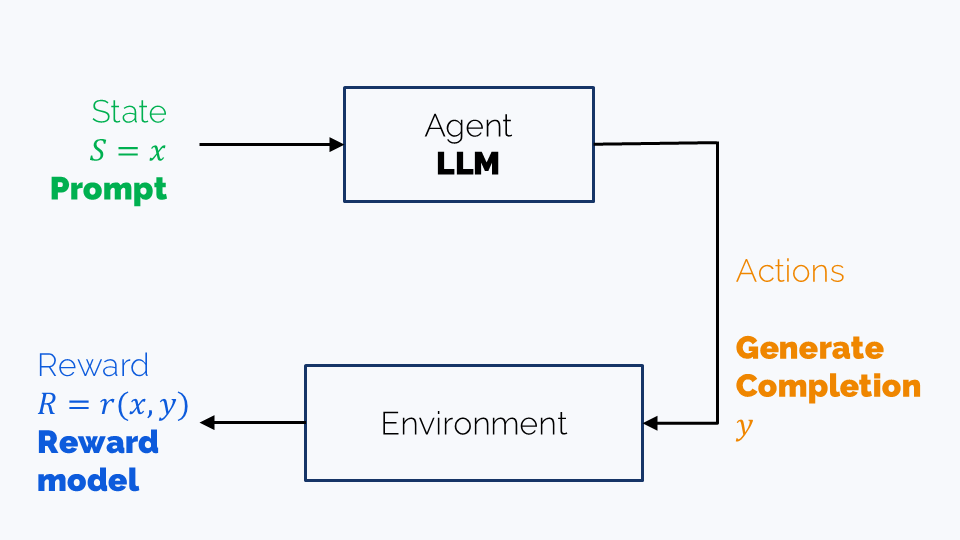 State
S = x
Prompt
Agent
LLM
Actions
Generate
Completion
y
Reward
R = r(x, y)
Reward
model
Environment